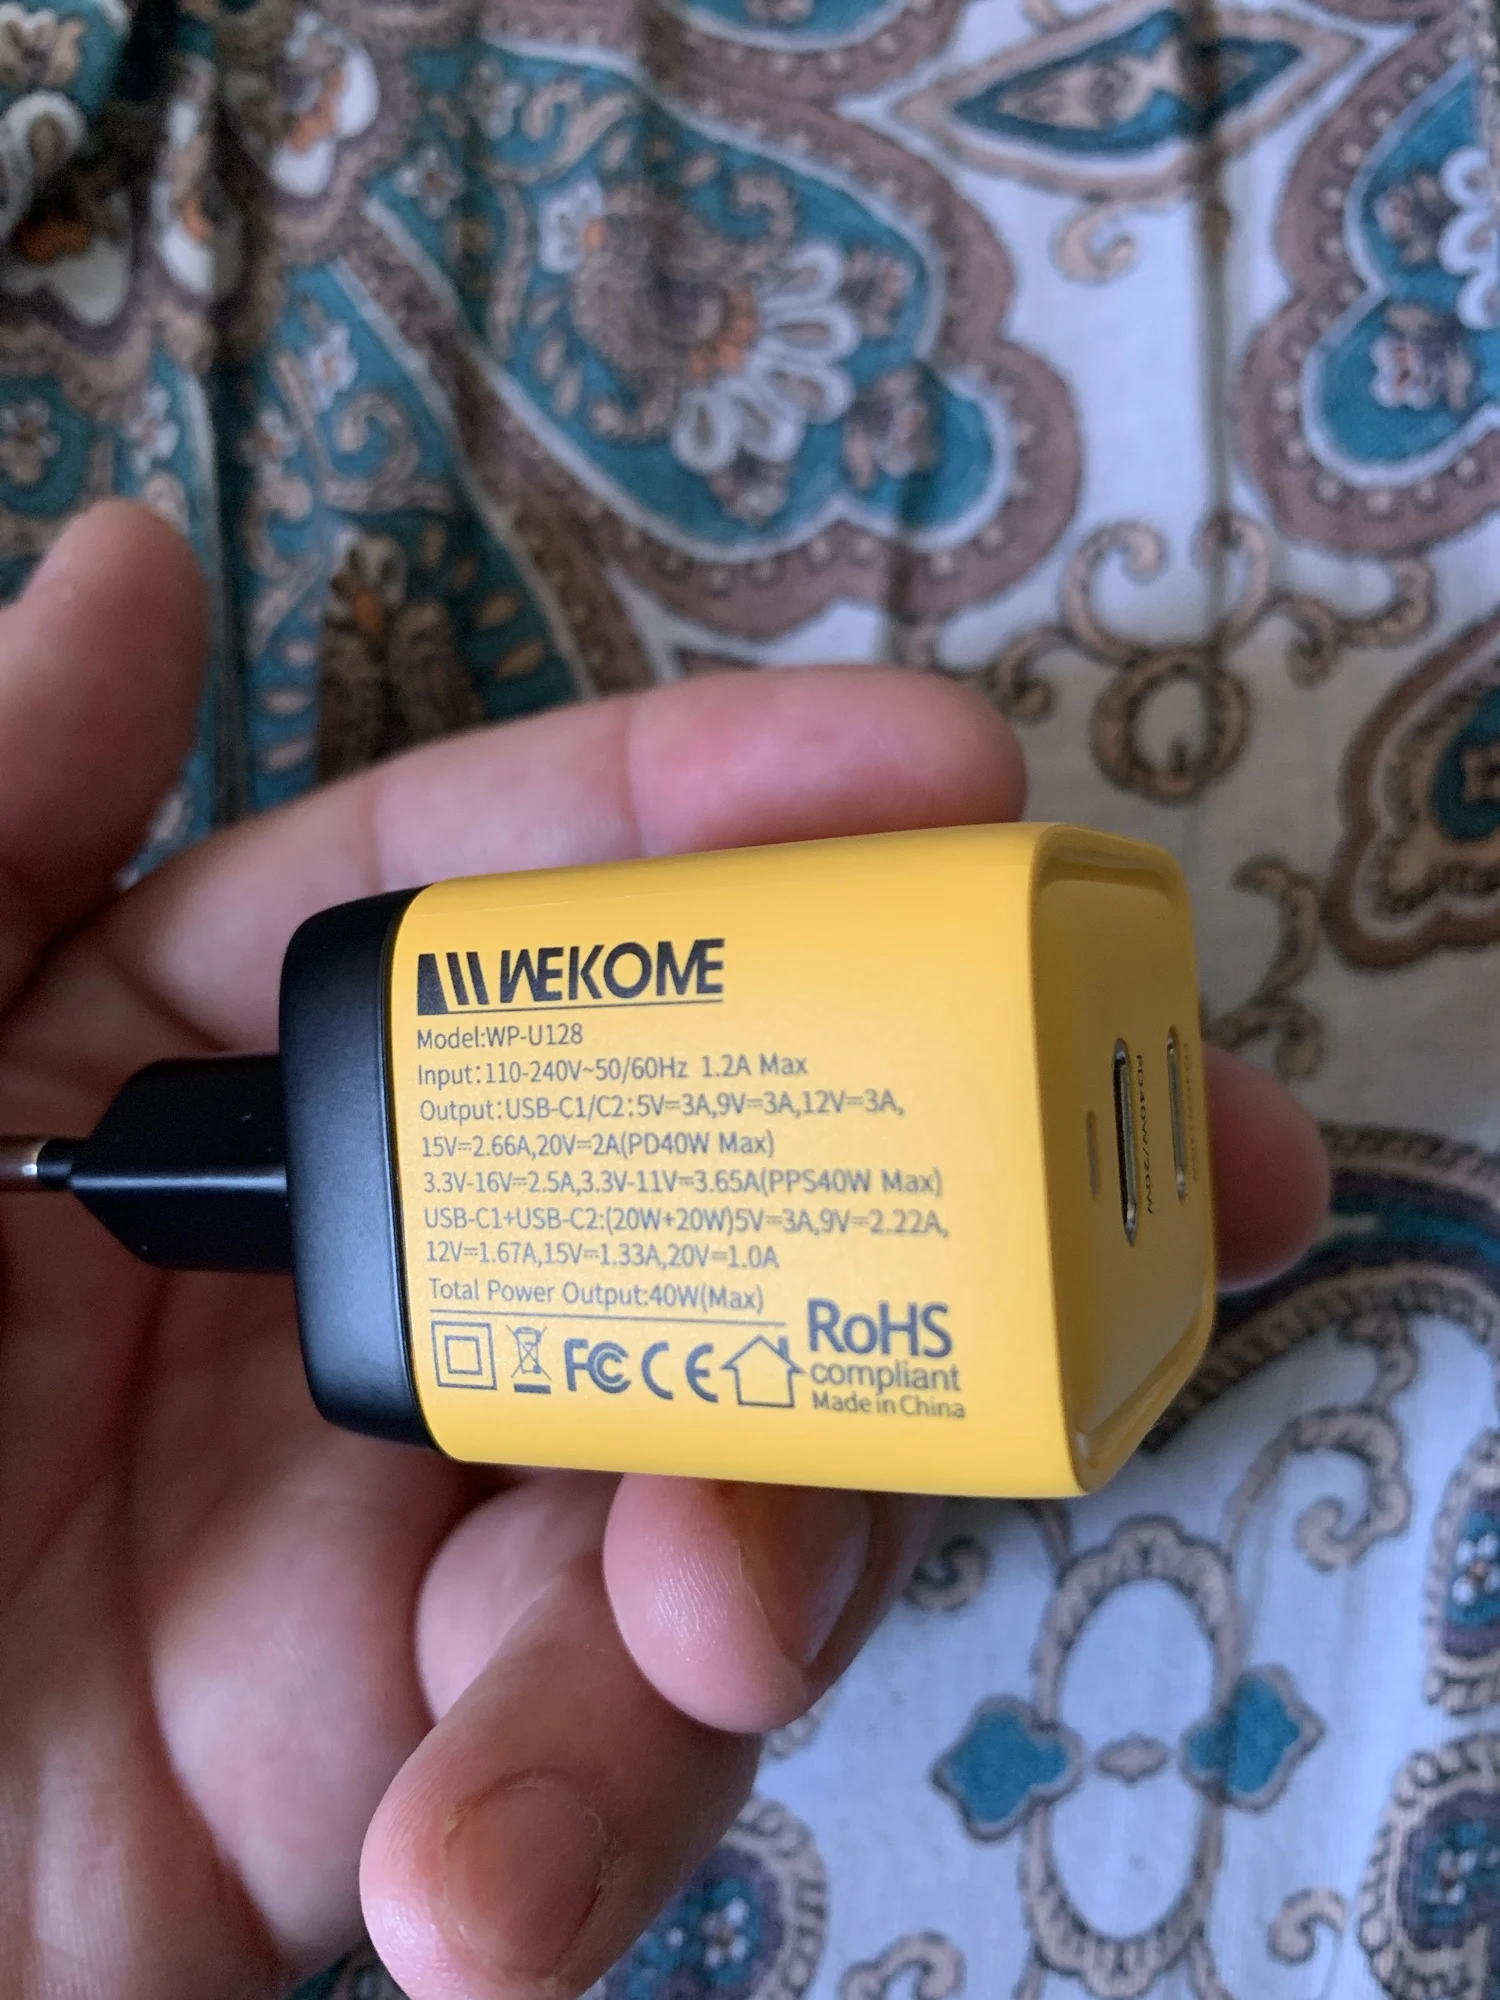 WEKOME
Model:WP-U128
Input:110-240V~50/60Hz 1.2A Max
Output:USB-C1/C2:5V⎓3A,9V⎓3A,12V⎓3A,
15V⎓2.66A,20V⎓2A(PD40W Max)
3.3V-16V⎓2.5A,3.3V-11V⎓3.65A(PPS40W Max)
USB-C1+USB-C2:(20W+20W)5V⎓3A,9V⎓2.22A,
12V⎓1.67A,15V⎓1.33A,20V⎓1.0A
Total Power Output:40W(Max)
FC CE RoHS
compliant
Made in China
PD40W/20W